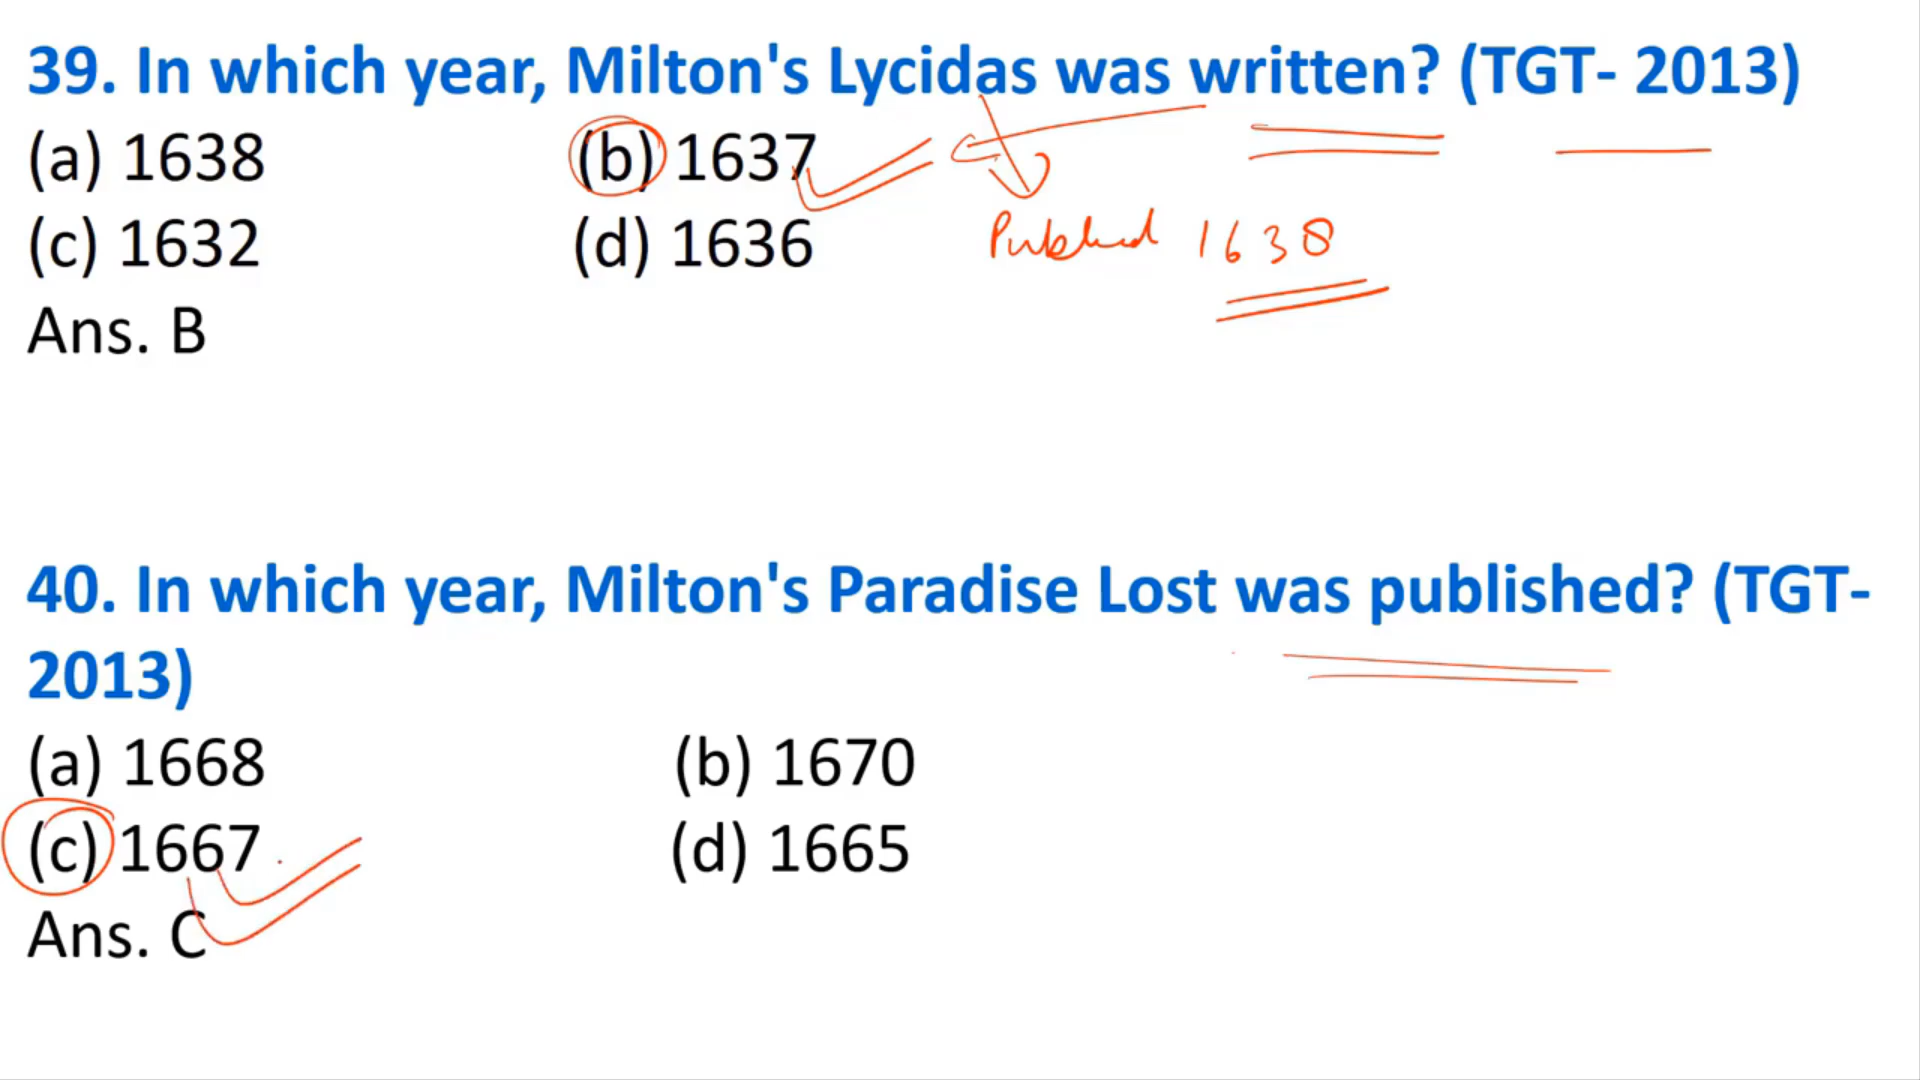 39. In which year, Milton's Lycidas was written? (TGT- 2013)
(a) 1638 (b) 1637
(c) 1632 (d) 1636
Published 1638
Ans. B
40. In which year, Milton's Paradise Lost was published? (TGT-
2013)
(a) 1668 (b) 1670
(c) 1667 (d) 1665
Ans. C